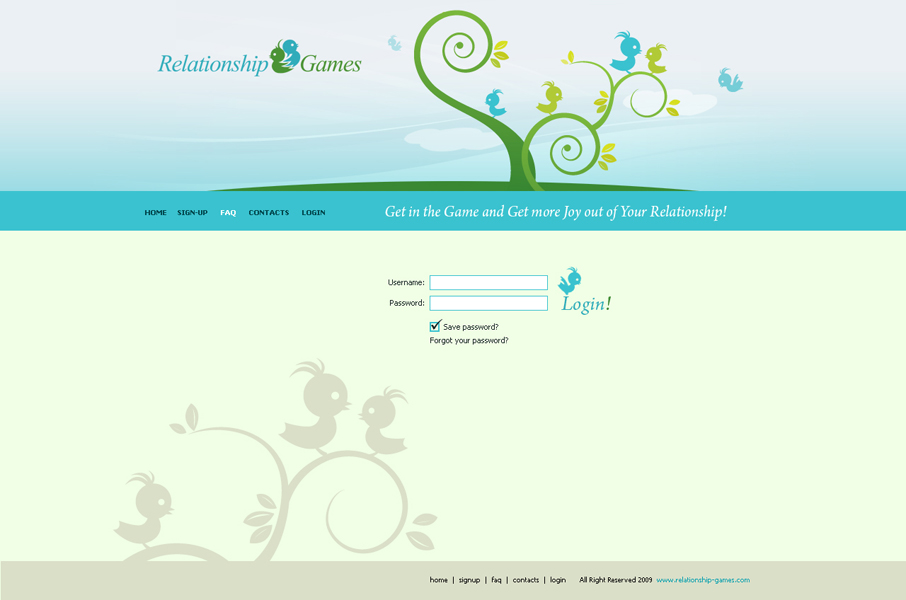 Relationship Games
HOME SIGN-UP FAQ CONTACTS LOGIN
Get in the Game and Get more Joy out of Your Relationship!
Username:
Password:
Login!
Save password?
Forgot your password?
home | signup | faq | contacts | login All Right Reserved 2009 www.relationship-games.com